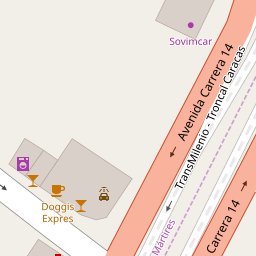 Sovimcar
Avenida Carrera 14
TransMilenio - Troncal Caracas
Doggis
Expres
Mártires
Carrera 14